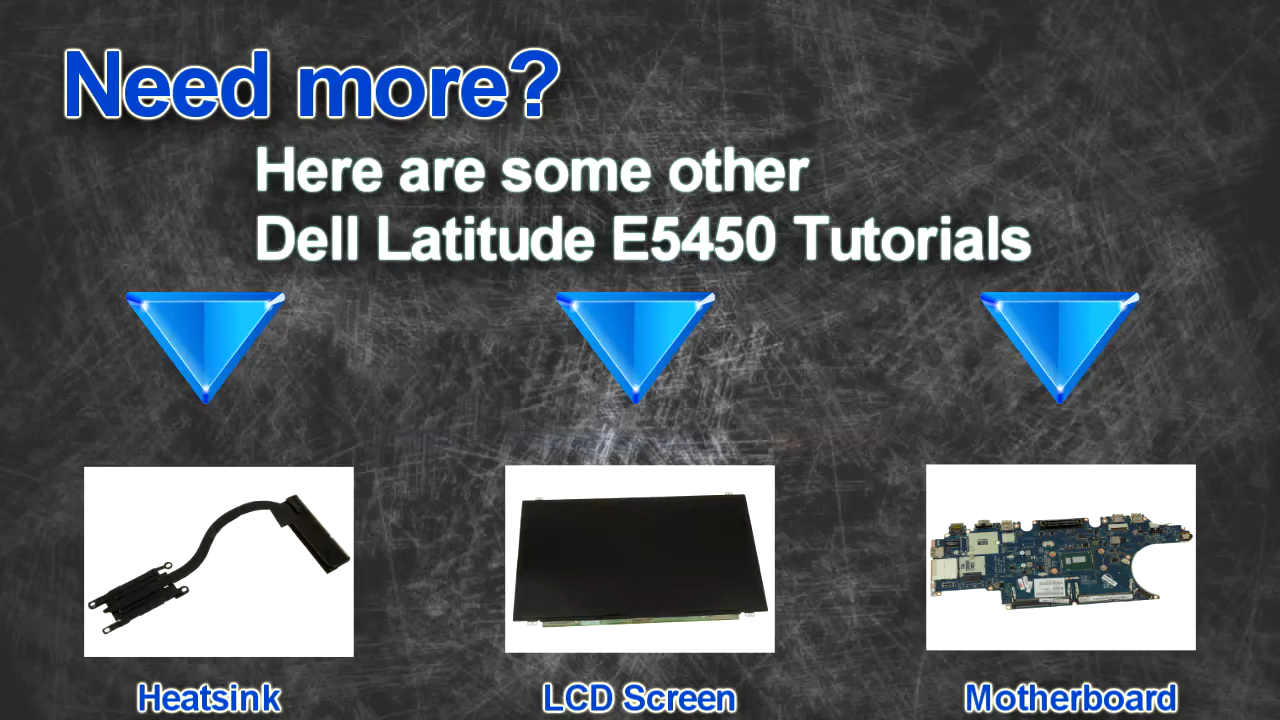 Need more?
Here are some other
Dell Latitude E5450 Tutorials
Heatsink
LCD Screen
Motherboard